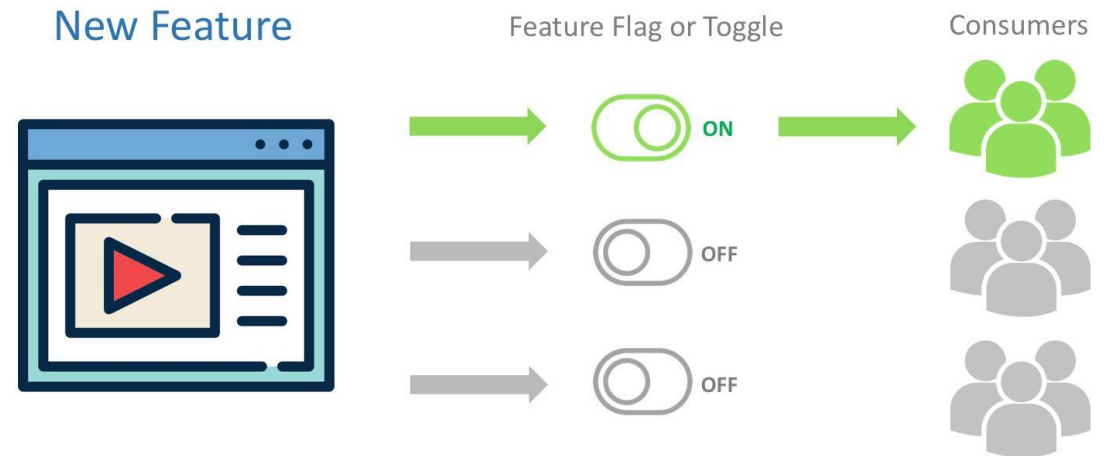 New Feature
Feature Flag or Toggle
Consumers
ON
OFF
OFF